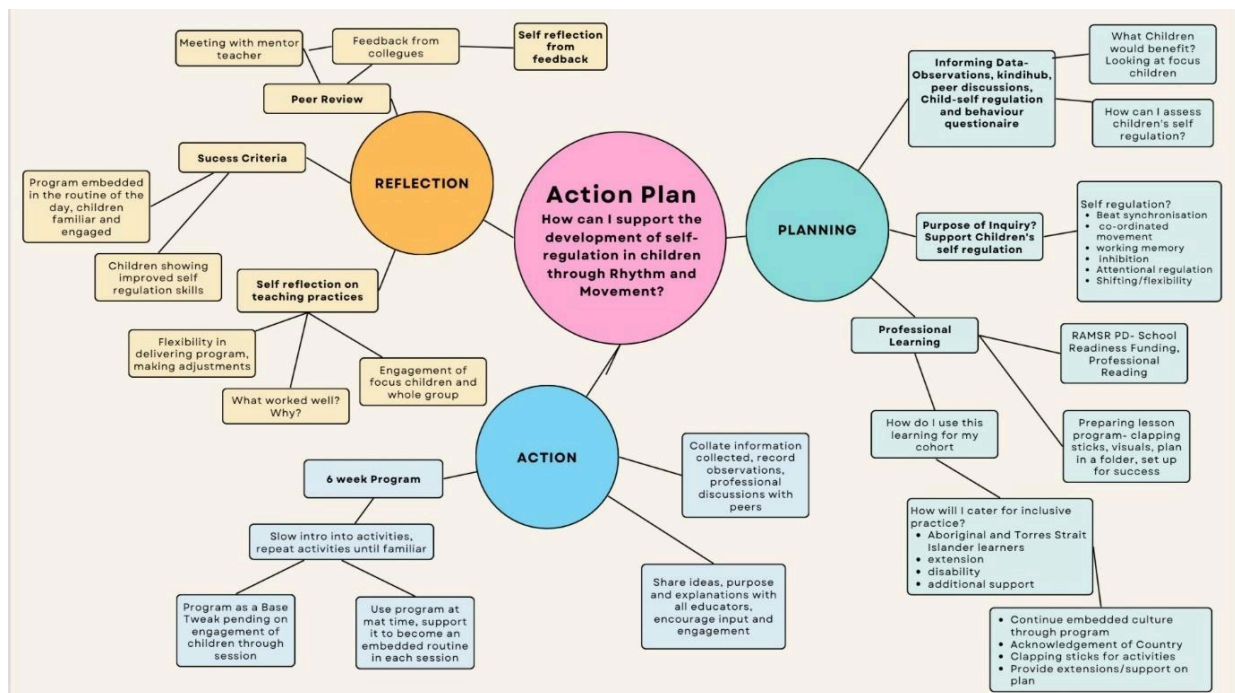 Action Plan
How can I support the
development of self-
regulation in children
through Rhythm and
Movement?
REFLECTION
Peer Review
Meeting with mentor
teacher
Feedback from
collegues
Self reflection
from
feedback
Sucess Criteria
Program embedded
in the routine of the
day, children
familiar and
engaged
Children showing
improved self
regulation skills
Self reflection on
teaching practices
Flexibility in
delivering program,
making adjustments
What worked well?
Why?
Engagement of
focus children and
whole group
PLANNING
Informing Data-
Observations, kindihub,
peer discussions,
Child-self regulation
and behaviour
questionaire
What Children
would benefit?
Looking at focus
children
How can I assess
children's self
regulation?
Purpose of Inquiry?
Support Children's
self regulation
Self regulation?
• Beat synchronisation
• co-ordinated
movement
• working memory
• inhibition
• Attentional regulation
• Shifting/flexibility
Professional
Learning
RAMSR PD- School
Readiness Funding,
Professional
Reading
Preparing lesson
program- clapping
sticks, visuals, plan
in a folder, set up
for success
How do I use this
learning for my
cohort
How will I cater for inclusive
practice?
• Aboriginal and Torres Strait
Islander learners
• extension
• disability
• additional support
• Continue embedded culture
through program
• Acknowledgement of Country
• Clapping sticks for activities
• Provide extensions/support on
plan
ACTION
6 week Program
Slow intro into activities,
repeat activities until familiar
Program as a Base
Tweak pending on
engagement of
children through
session
Use program at
mat time, support
it to become an
embedded routine
in each session
Collate information
collected, record
observations,
professional
discussions with
peers
Share ideas, purpose
and explanations with
all educators,
encourage input and
engagement